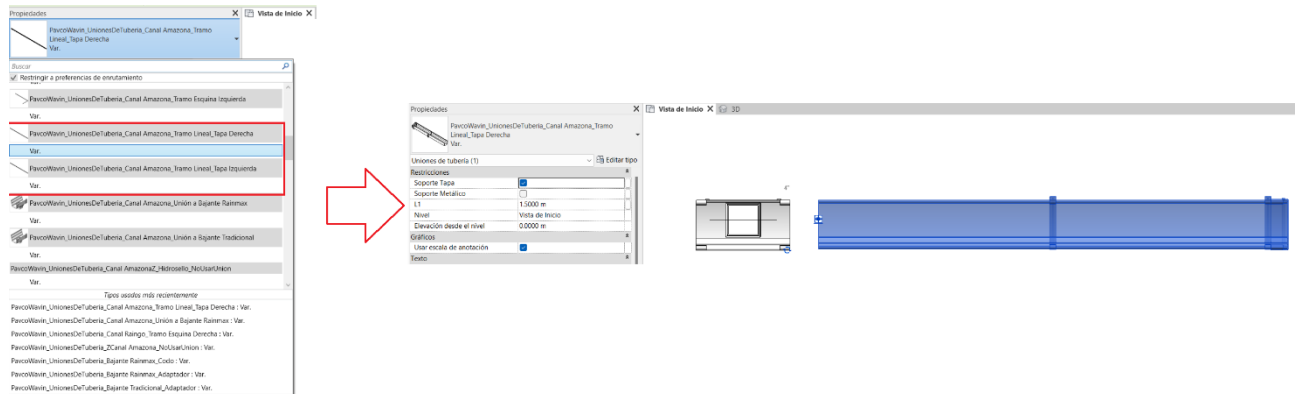 Propiedades
PavcoWavin_UnionesDeTuberia_Canal Amazona_Tramo
Lineal_Tapa Derecha
Var.
Buscar
Restringir a preferencias de enrutamiento
Var.
PavcoWavin_UnionesDeTuberia_Canal Amazona_Tramo Esquina Izquierda
Var.
PavcoWavin_UnionesDeTuberia_Canal Amazona_Tramo Lineal_Tapa Derecha
Var.
PavcoWavin_UnionesDeTuberia_Canal Amazona_Tramo Lineal_Tapa Izquierda
Var.
PavcoWavin_UnionesDeTuberia_Canal Amazona_Unión a Bajante Rainmax
Var.
PavcoWavin_UnionesDeTuberia_Canal Amazona_Unión a Bajante Tradicional
Var.
PavcoWavin_UnionesDeTuberia_Canal AmazonaZ_Hidrosello_NoUsarUnion
Var.
Tipos usados más recientemente
PavcoWavin_UnionesDeTuberia_Canal Amazona_Tramo Lineal_Tapa Derecha : Var.
PavcoWavin_UnionesDeTuberia_Canal Amazona_Unión a Bajante Rainmax : Var.
PavcoWavin_UnionesDeTuberia_Canal Raingo_Tramo Esquina Derecha : Var.
PavcoWavin_UnionesDeTuberia_ZCanal Amazona_NoUsarUnion : Var.
PavcoWavin_UnionesDeTuberia_Bajante Rainmax_Codo : Var.
PavcoWavin_UnionesDeTuberia_Bajante Rainmax_Adaptador : Var.
PavcoWavin_UnionesDeTuberia_Bajante Tradicional_Adaptador : Var.
Vista de Inicio
Propiedades
PavcoWavin_UnionesDeTuberia_Canal Amazona_Tramo
Lineal_Tapa Derecha
Var.
Uniones de tubería (1)
Editar tipo
Restricciones
Soporte Tapa
Soporte Metálico
L1 1.5000 m
Nivel Vista de Inicio
Elevación desde el nivel 0.0000 m
Gráficos
Usar escala de anotación
Texto
Vista de Inicio
3D